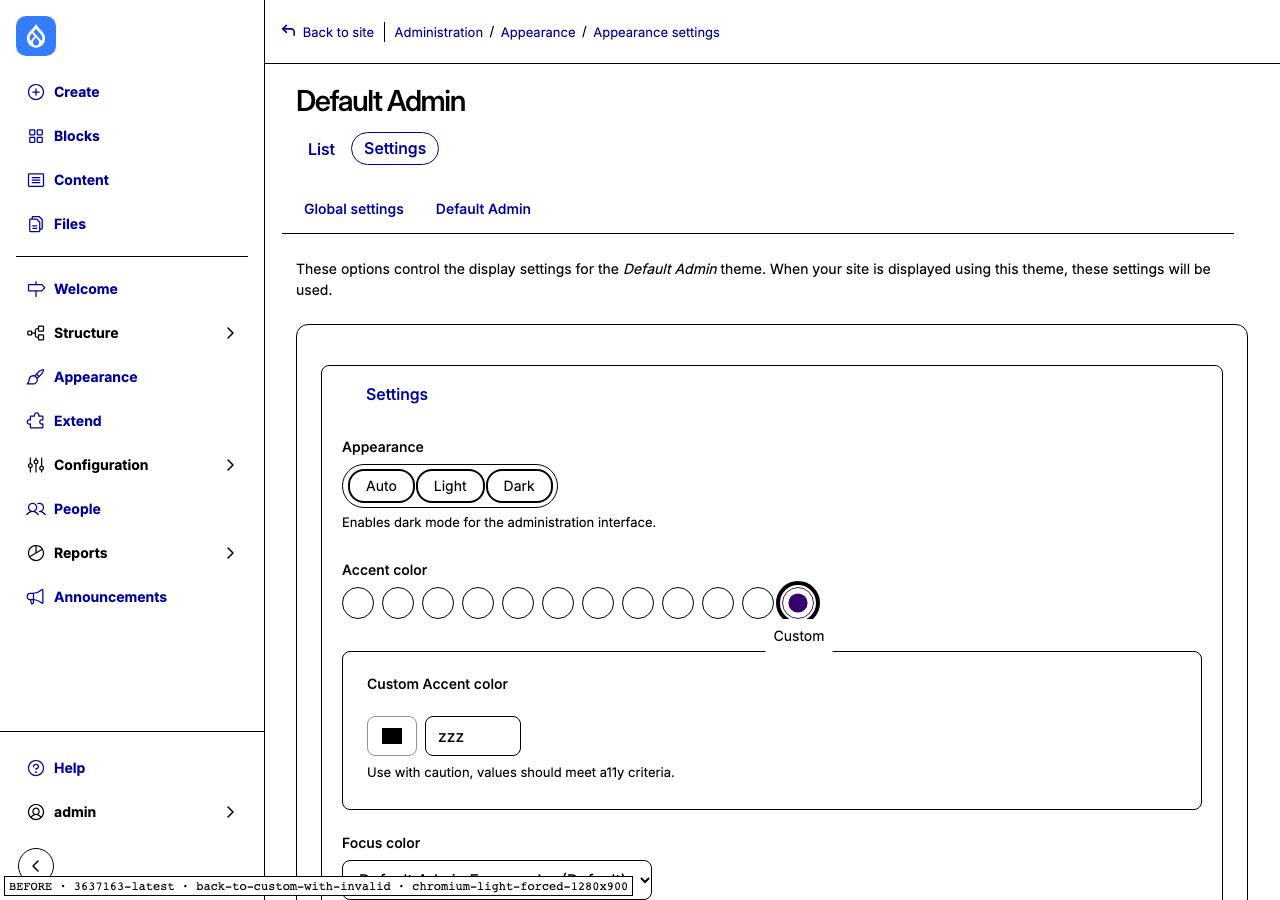 Create
Blocks
Content
Files
Welcome
Structure
Appearance
Extend
Configuration
People
Reports
Announcements
Help
admin
Back to site
Administration / Appearance / Appearance settings
Default Admin
List Settings
Global settings Default Admin
These options control the display settings for the Default Admin theme. When your site is displayed using this theme, these settings will be
used.
Settings
Appearance
Auto Light Dark
Enables dark mode for the administration interface.
Accent color
Custom
Custom Accent color
zzz
Use with caution, values should meet a11y criteria.
Focus color
BEFORE · 3637163-latest · back-to-custom-with-invalid · chromium-light-forced-1280x900